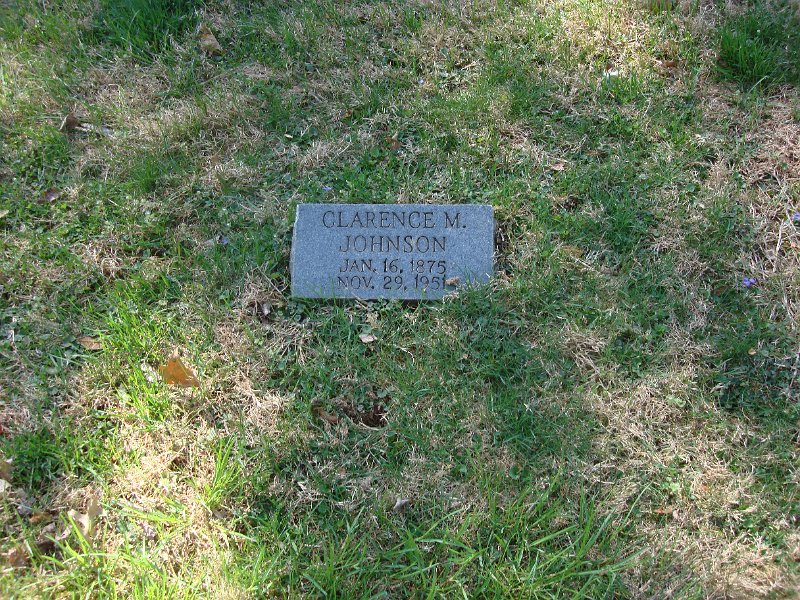 CLARENCE M.
JOHNSON
JAN. 16, 1875
NOV. 29, 1951